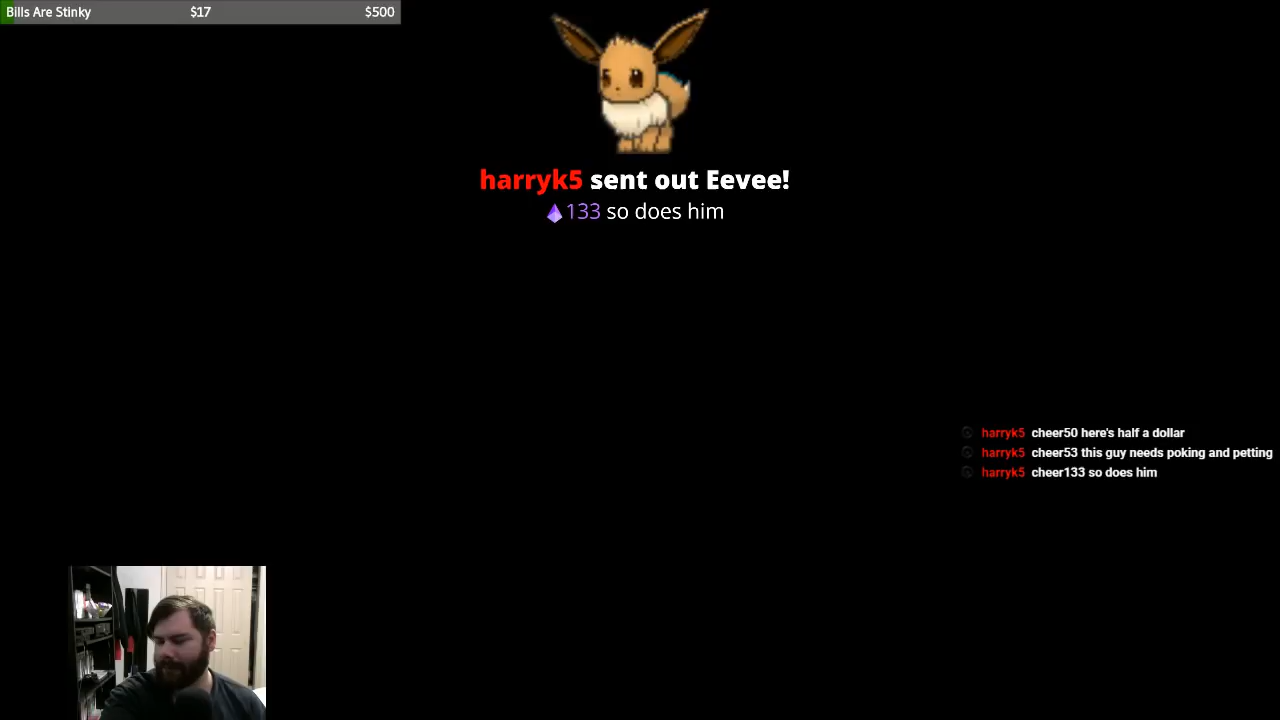 Bills Are Stinky $17 $500
harryk5 sent out Eevee!
133 so does him
harryk5 cheer50 here's half a dollar
harryk5 cheer53 this guy needs poking and petting
harryk5 cheer133 so does him